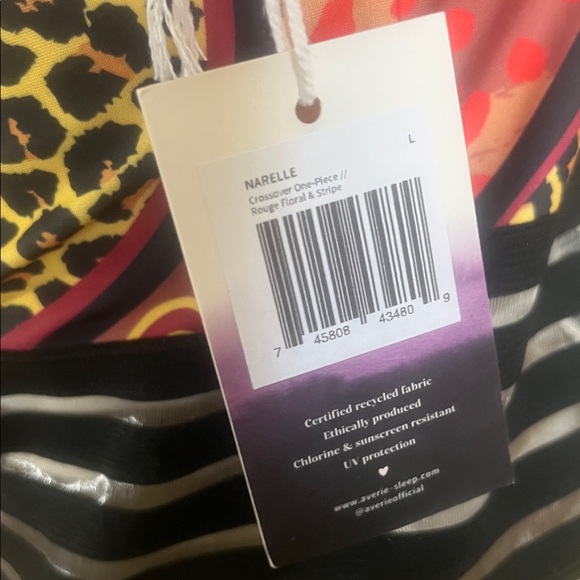 L
NARELLE
Crossover One-Piece //
Rouge Floral & Stripe
7 45808 43480 9
Certified recycled fabric
Ethically produced
Chlorine & sunscreen resistant
UV protection
www.averie-sleep.com
@averieofficial